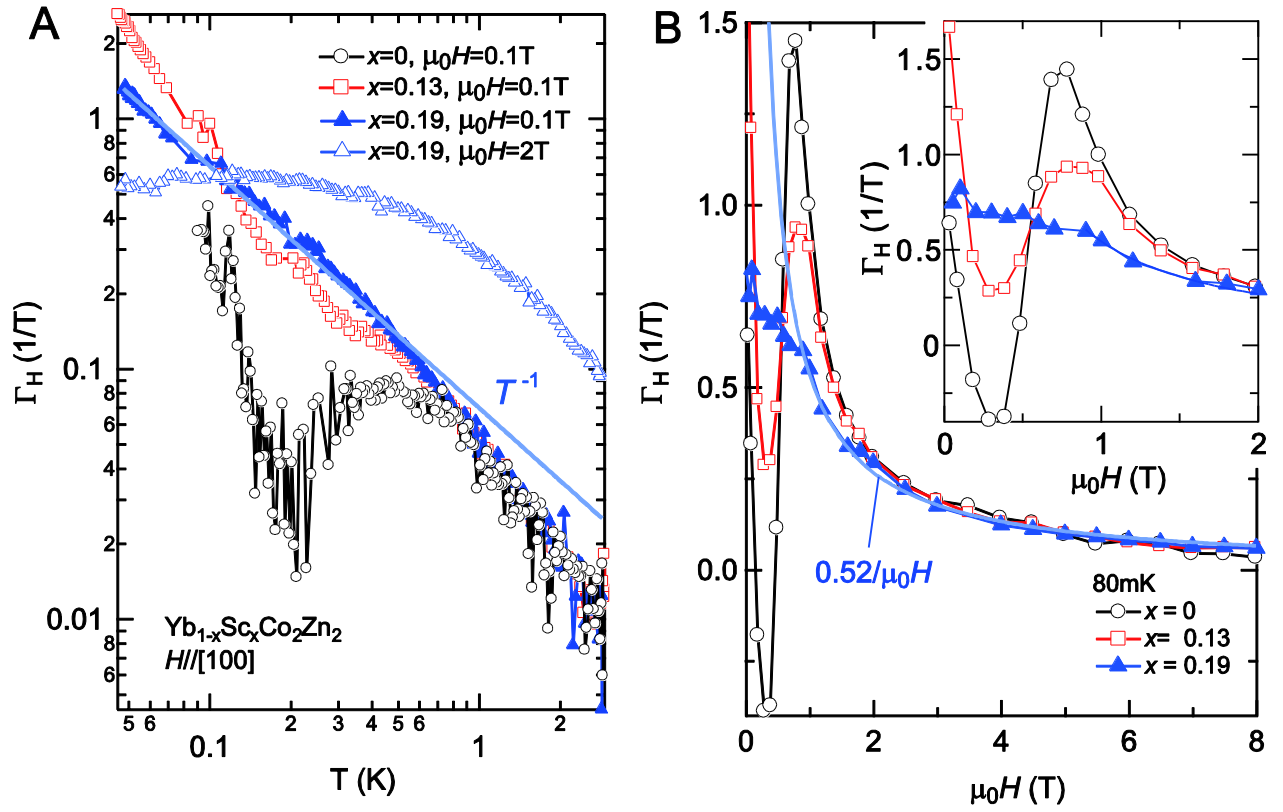 A
x=0, μ₀H=0.1T
x=0.13, μ₀H=0.1T
x=0.19, μ₀H=0.1T
x=0.19, μ₀H=2T
T⁻¹
Yb₁₋ₓScₓCo₂Zn₂
H//[100]
Γ_H (1/T)
2
1
8
6
4
2
0.1
8
6
4
2
0.01
8
6
5 6
0.1
2 3 4 5 6
1
2
T (K)
B
Γ_H (1/T)
1.5
1.0
0.5
0.0
0 2 4 6 8
μ₀H (T)
0.52/μ₀H
80mK
x = 0
x= 0.13
x = 0.19
Γ_H (1/T)
1.5
1.0
0.5
0
0 1 2
μ₀H (T)